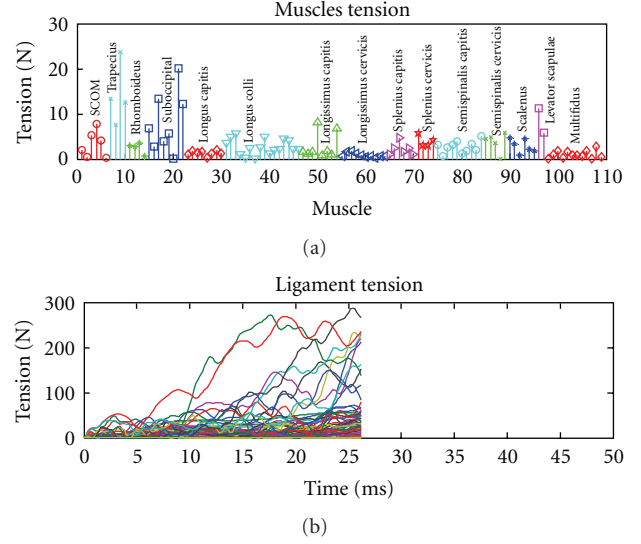 Muscles tension
30
20
10
0
Tension (N)
SCOM
Trapecius
Rhomboideus
Suboccipital
Longus capitis
Longus colli
Longissimus capitis
Longissimus cervicis
Splenius capitis
Splenius cervicis
Semispinalis capitis
Semispinalis cervicis
Scalenus
Levator scapulae
Multifidus
0 10 20 30 40 50 60 70 80 90 100 110
Muscle
(a)
Ligament tension
300
200
100
0
Tension (N)
0 5 10 15 20 25 30 35 40 45 50
Time (ms)
(b)